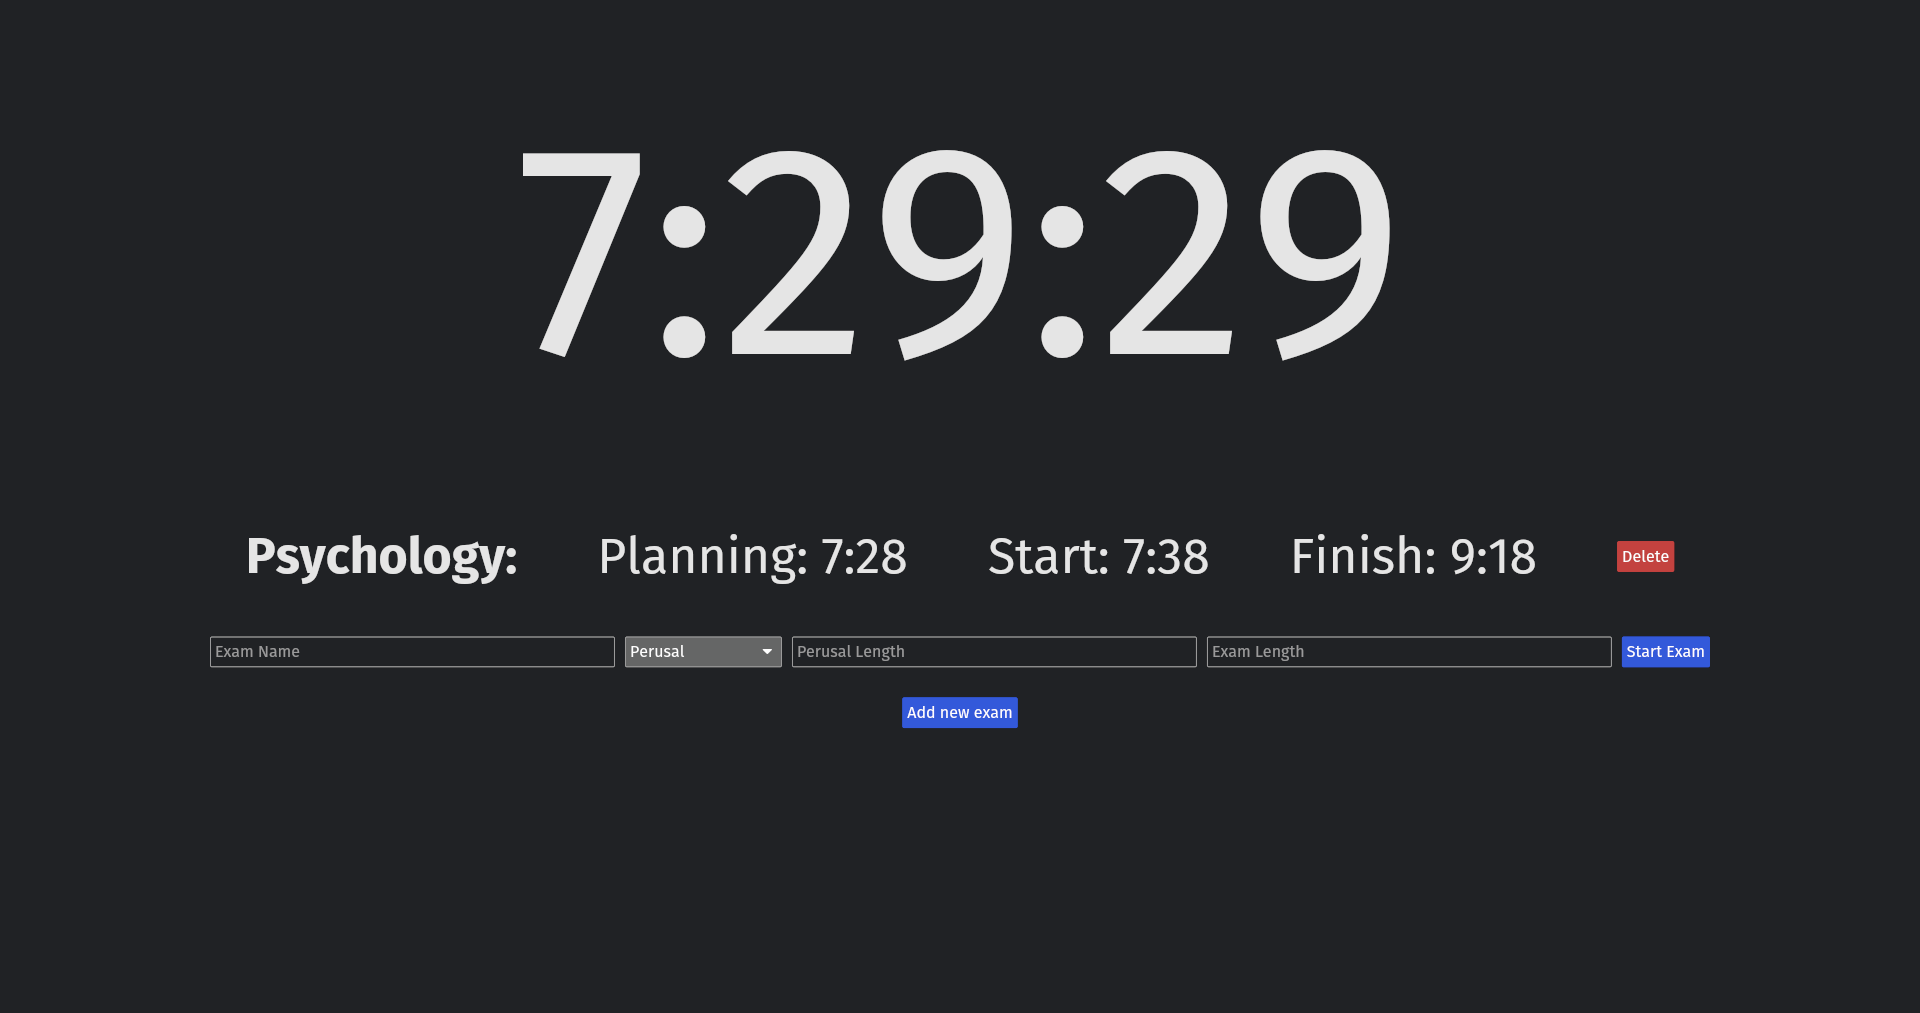 7:29:29
Psychology: Planning: 7:28 Start: 7:38 Finish: 9:18 Delete
Exam Name Perusal Perusal Length Exam Length Start Exam
Add new exam